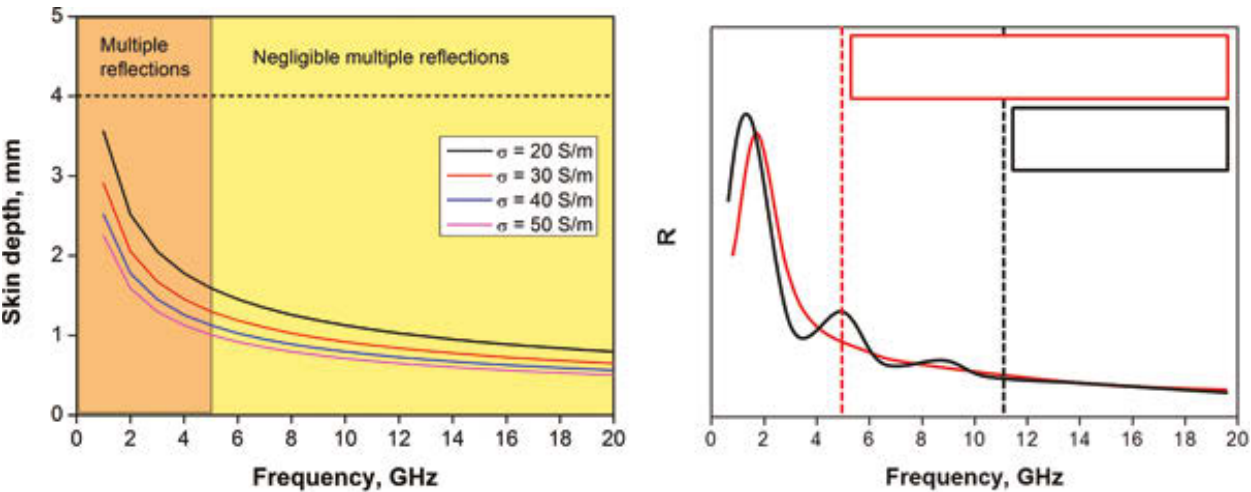 5
4
3
2
1
0
Skin depth, mm
Multiple
reflections
Negligible multiple reflections
σ = 20 S/m
σ = 30 S/m
σ = 40 S/m
σ = 50 S/m
0 2 4 6 8 10 12 14 16 18 20
Frequency, GHz
R
0 2 4 6 8 10 12 14 16 18 20
Frequency, GHz